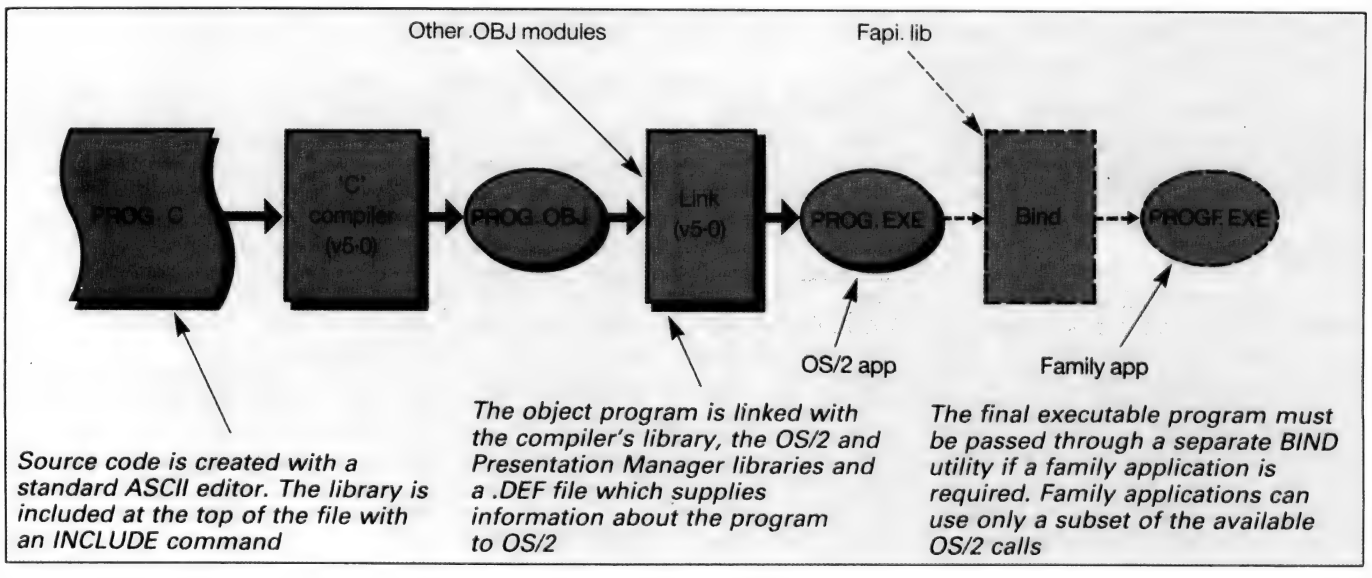 Other .OBJ modules
Fapi. lib
PROG. C
'C'
compiler
(v5·0)
PROG. OBJ
Link
(v5·0)
PROG. EXE
Bind
PROGF. EXE
OS/2 app
Family app
Source code is created with a
standard ASCII editor. The library is
included at the top of the file with
an INCLUDE command
The object program is linked with
the compiler's library, the OS/2 and
Presentation Manager libraries and
a .DEF file which supplies
information about the program
to OS/2
The final executable program must
be passed through a separate BIND
utility if a family application is
required. Family applications can
use only a subset of the available
OS/2 calls